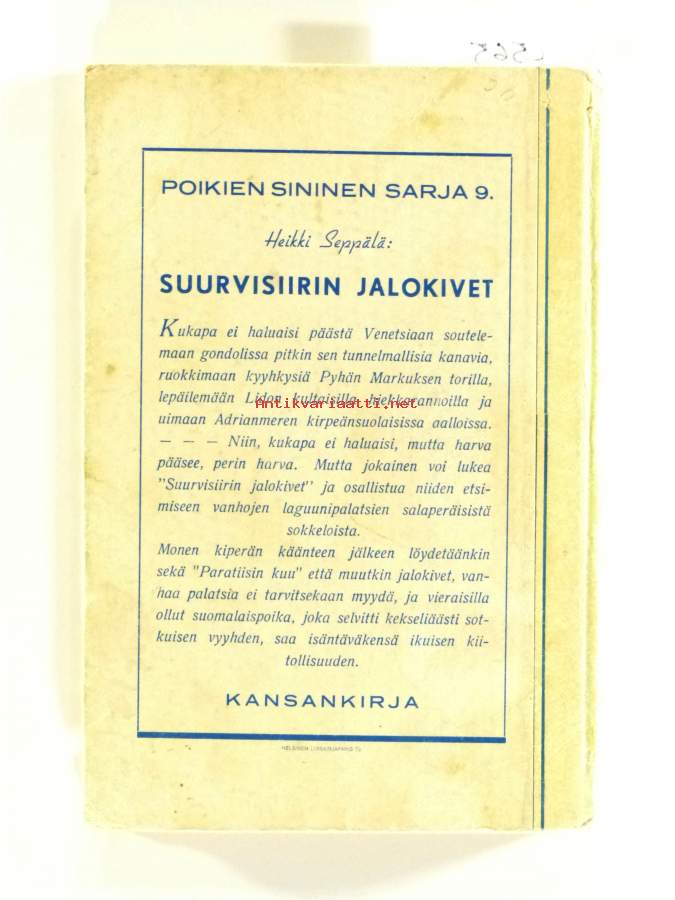 POIKIEN SININEN SARJA 9.
Heikki Seppälä:
SUURVISIIRIN JALOKIVET
Kukapa ei haluaisi päästä Venetsiaan soutele-
maan gondolissa pitkin sen tunnelmallisia kanavia,
ruokkimaan kyyhkysiä Pyhän Markuksen torilla,
lepäilemään Lidon kultaisilla hiekkarannoilla ja
Antikvariaatti.net
uimaan Adrianmeren kirpeänsuolaisissa aalloissa.
— — — Niin, kukapa ei haluaisi, mutta harva
pääsee, perin harva. Mutta jokainen voi lukea
"Suurvisiirin jalokivet" ja osallistua niiden etsi-
miseen vanhojen laguunipalatsien salaperäisistä
sokkeloista.
Monen kiperän käänteen jälkeen löydetäänkin
sekä "Paratiisin kuu" että muutkin jalokivet, van-
haa palatsia ei tarvitsekaan myydä, ja vieraisilla
ollut suomalaispoika, joka selvitti kekseliäästi sot-
kuisen vyyhden, saa isäntäväkensä ikuisen kii-
tollisuuden.
KANSANKIRJA